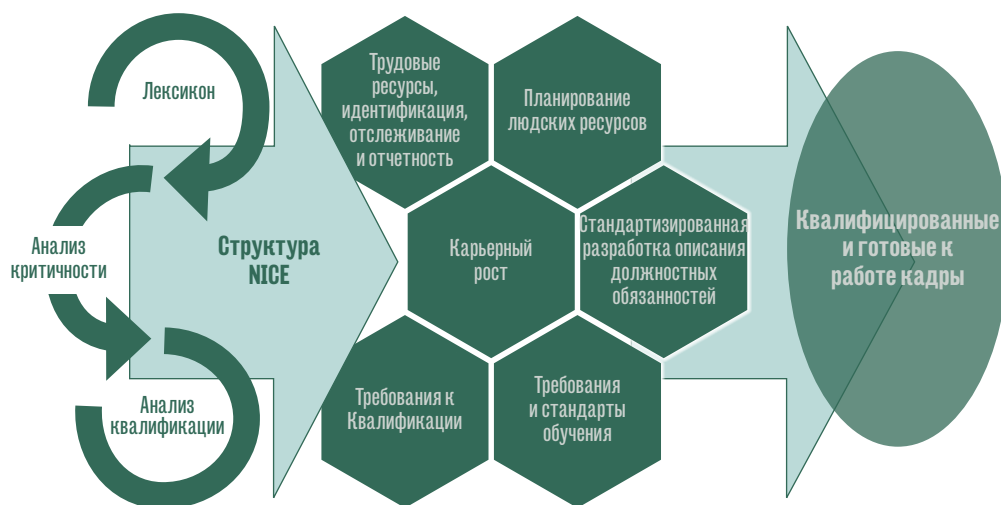 Лексикон
Анализ
критичности
Анализ
квалификации
Структура
NICE
Трудовые
ресурсы,
идентификация,
отслеживание
и отчетность
Планирование
людских ресурсов
Карьерный
рост
Стандартизированная
разработка описания
должностных
обязанностей
Требования к
Квалификации
Требования
и стандарты
обучения
Квалифицированные
и готовые к
работе кадры